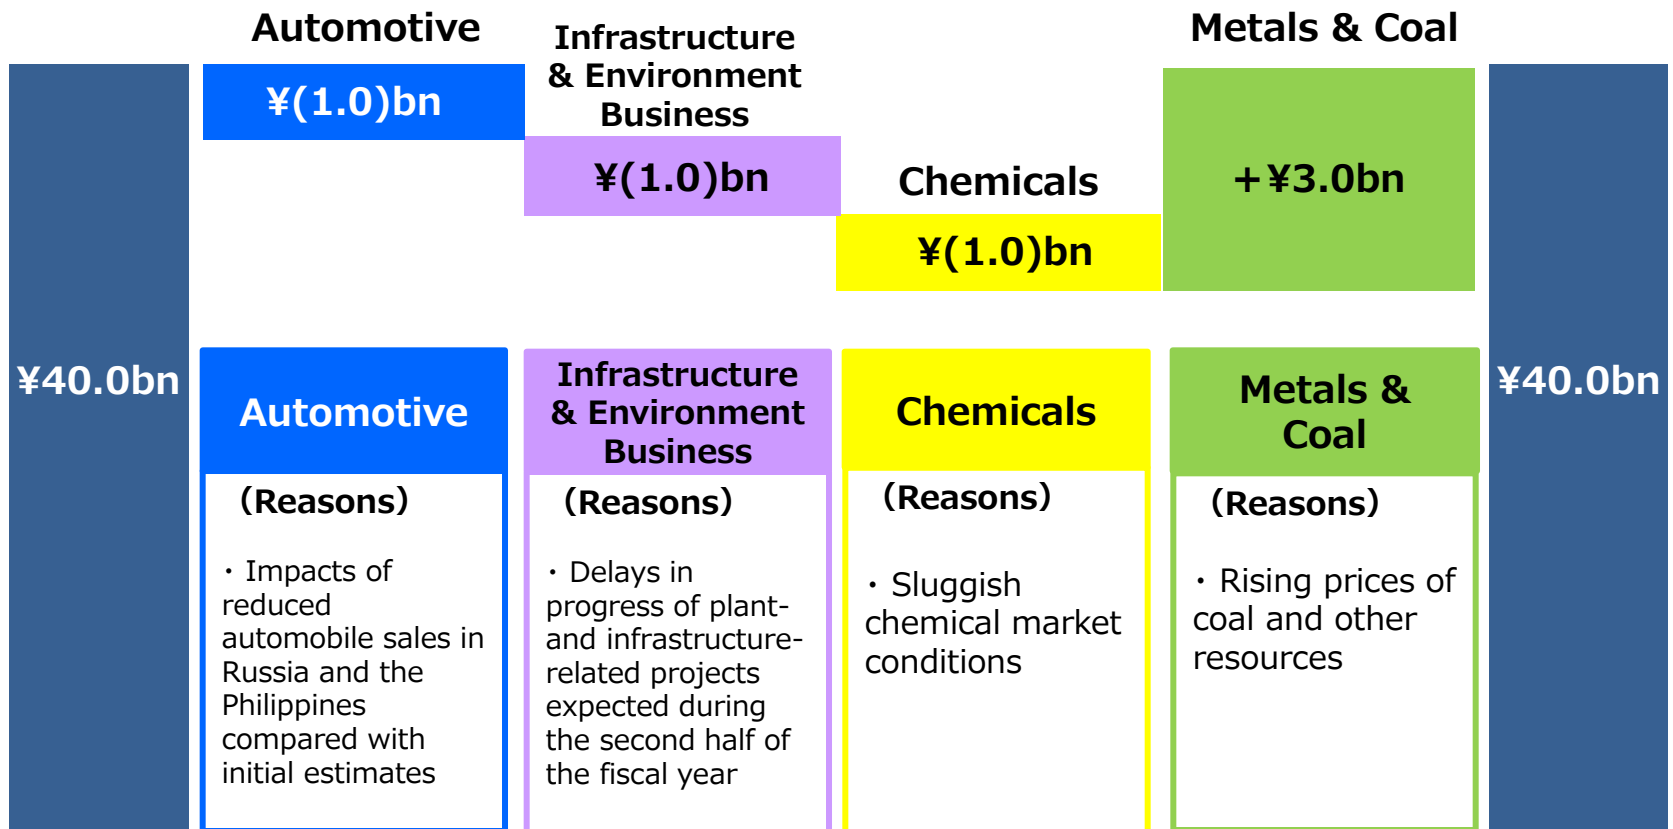 Automotive
Infrastructure
& Environment
Business
Metals & Coal
¥(1.0)bn
¥(1.0)bn
Chemicals
¥(1.0)bn
+¥3.0bn
¥40.0bn
¥40.0bn
Automotive
(Reasons)
・Impacts of
reduced
automobile sales in
Russia and the
Philippines
compared with
initial estimates
Infrastructure
& Environment
Business
(Reasons)
・Delays in
progress of plant-
and infrastructure-
related projects
expected during
the second half of
the fiscal year
Chemicals
(Reasons)
・Sluggish
chemical market
conditions
Metals &
Coal
(Reasons)
・Rising prices of
coal and other
resources